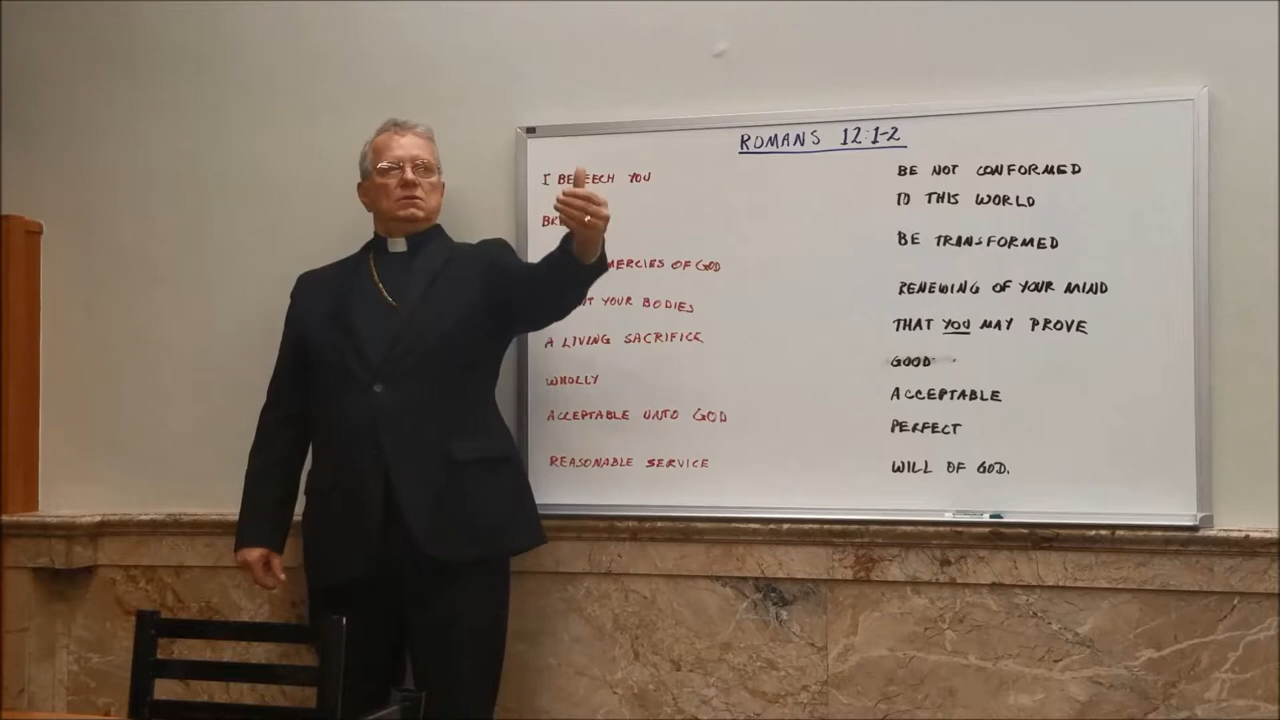 ROMANS 12:1-2
I BESEECH YOU
MERCIES OF GOD
YOUR BODIES
A LIVING SACRIFICE
WHOLLY
ACCEPTABLE UNTO GOD
REASONABLE SERVICE
BE NOT CONFORMED
TO THIS WORLD
BE TRANSFORMED
RENEWING OF YOUR MIND
THAT YOU MAY PROVE
GOOD
ACCEPTABLE
PERFECT
WILL OF GOD.